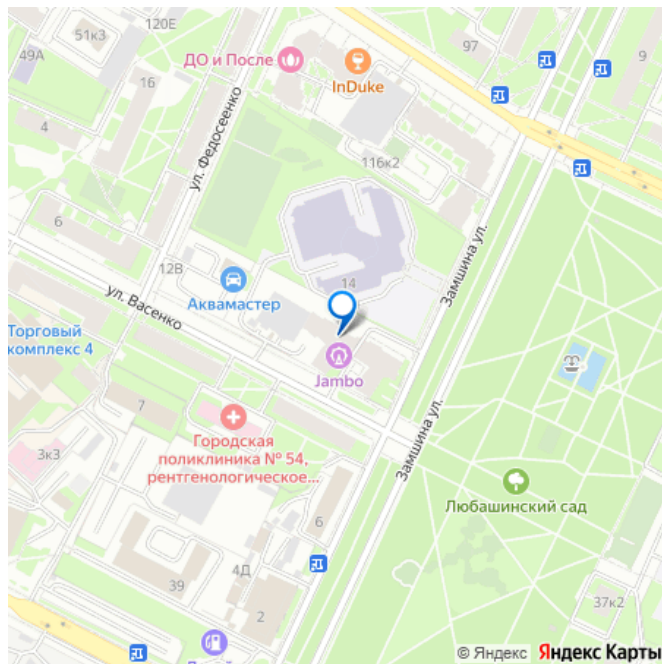 120Е
51к3
49А
ДО и После
97
9
InDuke
16
4
ул. Федосеенко
116к2
6
12В
14
Замшина ул.
Аквамастер
ул. Васенко
Торговый
комплекс 4
Jambo
7
Городская
поликлиника № 54,
рентгенологическое...
Замшина ул.
3к3
Любашинский сад
6
4Д
39
2
37к2
© Яндекс Яндекс Карты